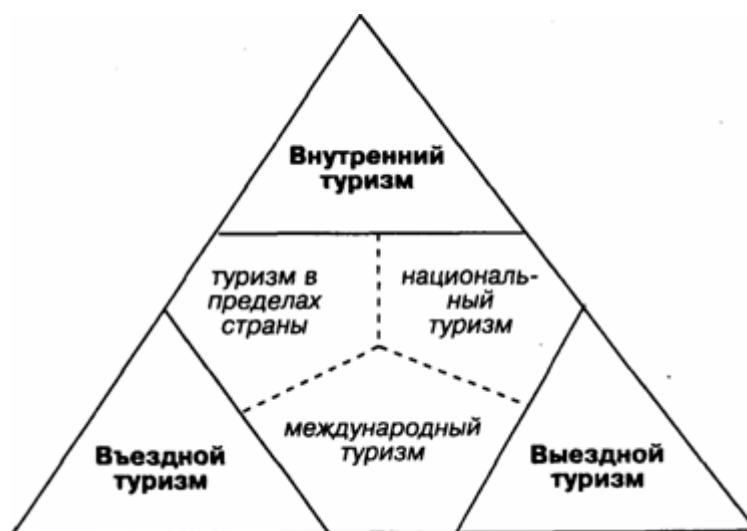 Внутренний
туризм
туризм в
пределах
страны
националь-
ный
туризм
международный
туризм
Въездной
туризм
Выездной
туризм